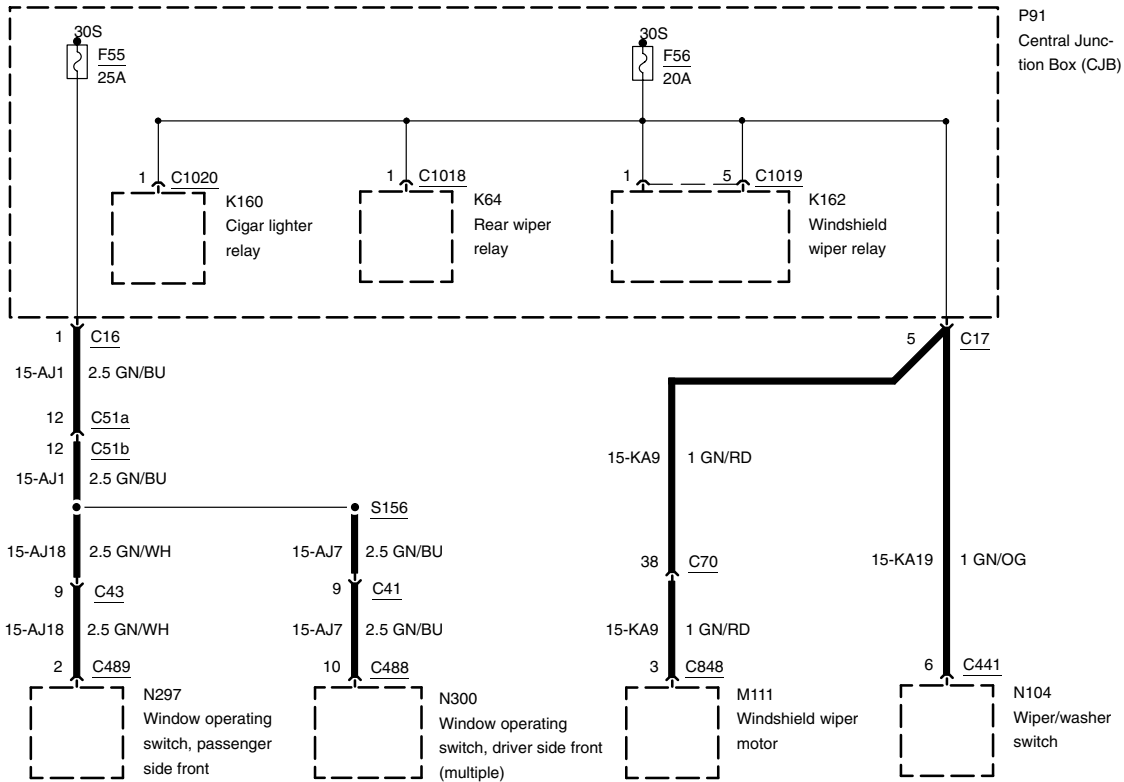 30S
F55
25A
30S
F56
20A
P91
Central Junc-
tion Box (CJB)
1 C1020
K160
Cigar lighter
relay
1 C1018
K64
Rear wiper
relay
1 5 C1019
K162
Windshield
wiper relay
1 C16
5 C17
15-AJ1 2.5 GN/BU
12 C51a
12 C51b
15-AJ1 2.5 GN/BU
15-KA9 1 GN/RD
S156
15-AJ18 2.5 GN/WH
15-AJ7 2.5 GN/BU
38 C70
15-KA19 1 GN/OG
9 C43
9 C41
15-AJ18 2.5 GN/WH
15-AJ7 2.5 GN/BU
15-KA9 1 GN/RD
2 C489
10 C488
3 C848
6 C441
N297
Window operating
switch, passenger
side front
N300
Window operating
switch, driver side front
(multiple)
M111
Windshield wiper
motor
N104
Wiper/washer
switch